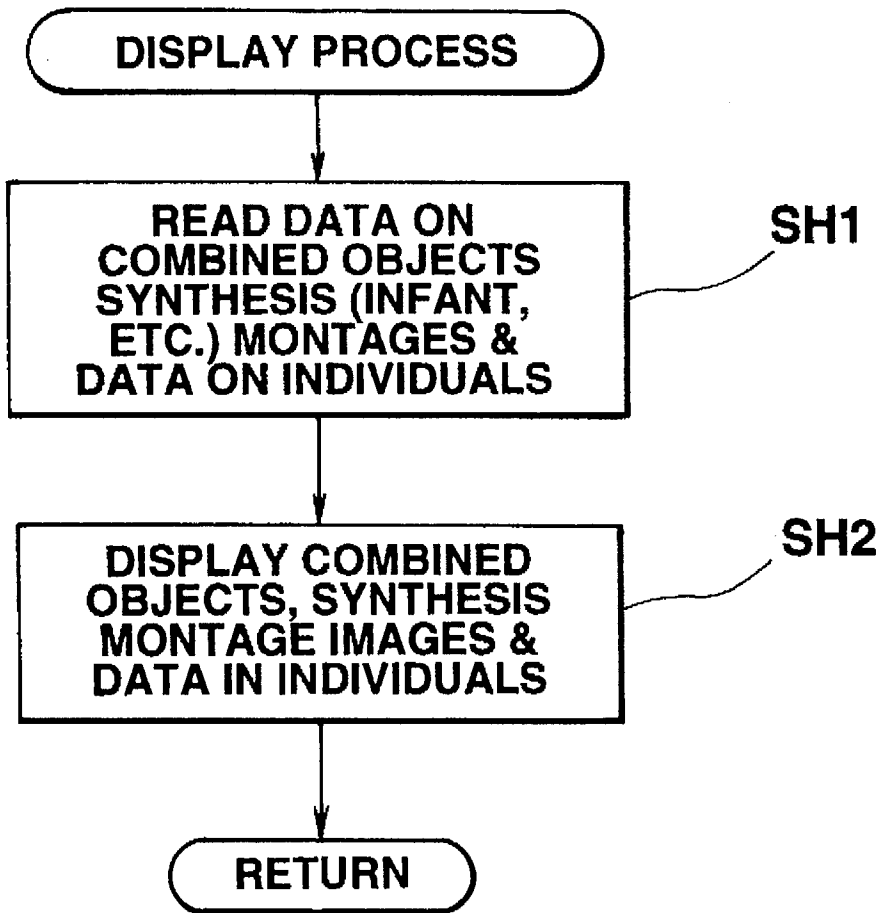 DISPLAY PROCESS
READ DATA ON
COMBINED OBJECTS
SYNTHESIS (INFANT,
ETC.) MONTAGES &
DATA ON INDIVIDUALS
SH1
DISPLAY COMBINED
OBJECTS, SYNTHESIS
MONTAGE IMAGES &
DATA IN INDIVIDUALS
SH2
RETURN